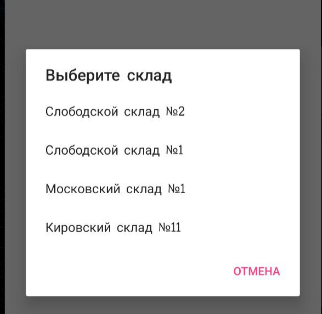 Выберите склад
Слободской склад №2
Слободской склад №1
Московский склад №1
Кировский склад №11
ОТМЕНА